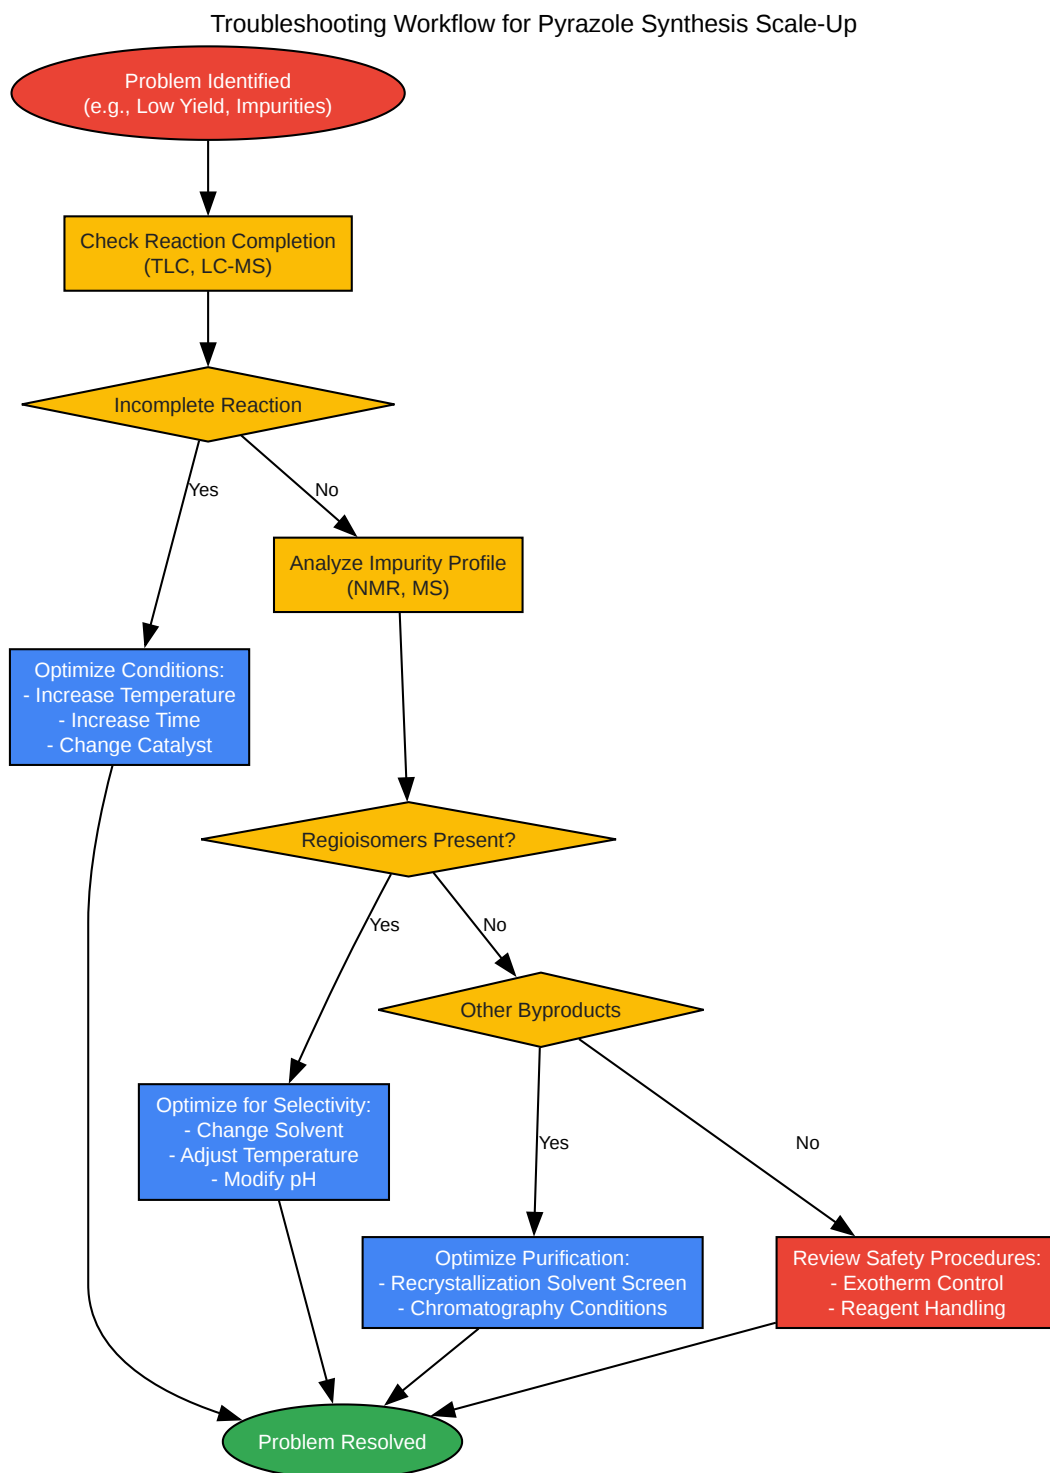 Troubleshooting Workflow for Pyrazole Synthesis Scale-Up
Problem Identified
(e.g., Low Yield, Impurities)
Check Reaction Completion
(TLC, LC-MS)
Incomplete Reaction
Yes
No
Analyze Impurity Profile
(NMR, MS)
Optimize Conditions:
- Increase Temperature
- Increase Time
- Change Catalyst
Regioisomers Present?
Yes
No
Other Byproducts
Optimize for Selectivity:
- Change Solvent
- Adjust Temperature
- Modify pH
Yes
No
Optimize Purification:
- Recrystallization Solvent Screen
- Chromatography Conditions
Review Safety Procedures:
- Exotherm Control
- Reagent Handling
Problem Resolved